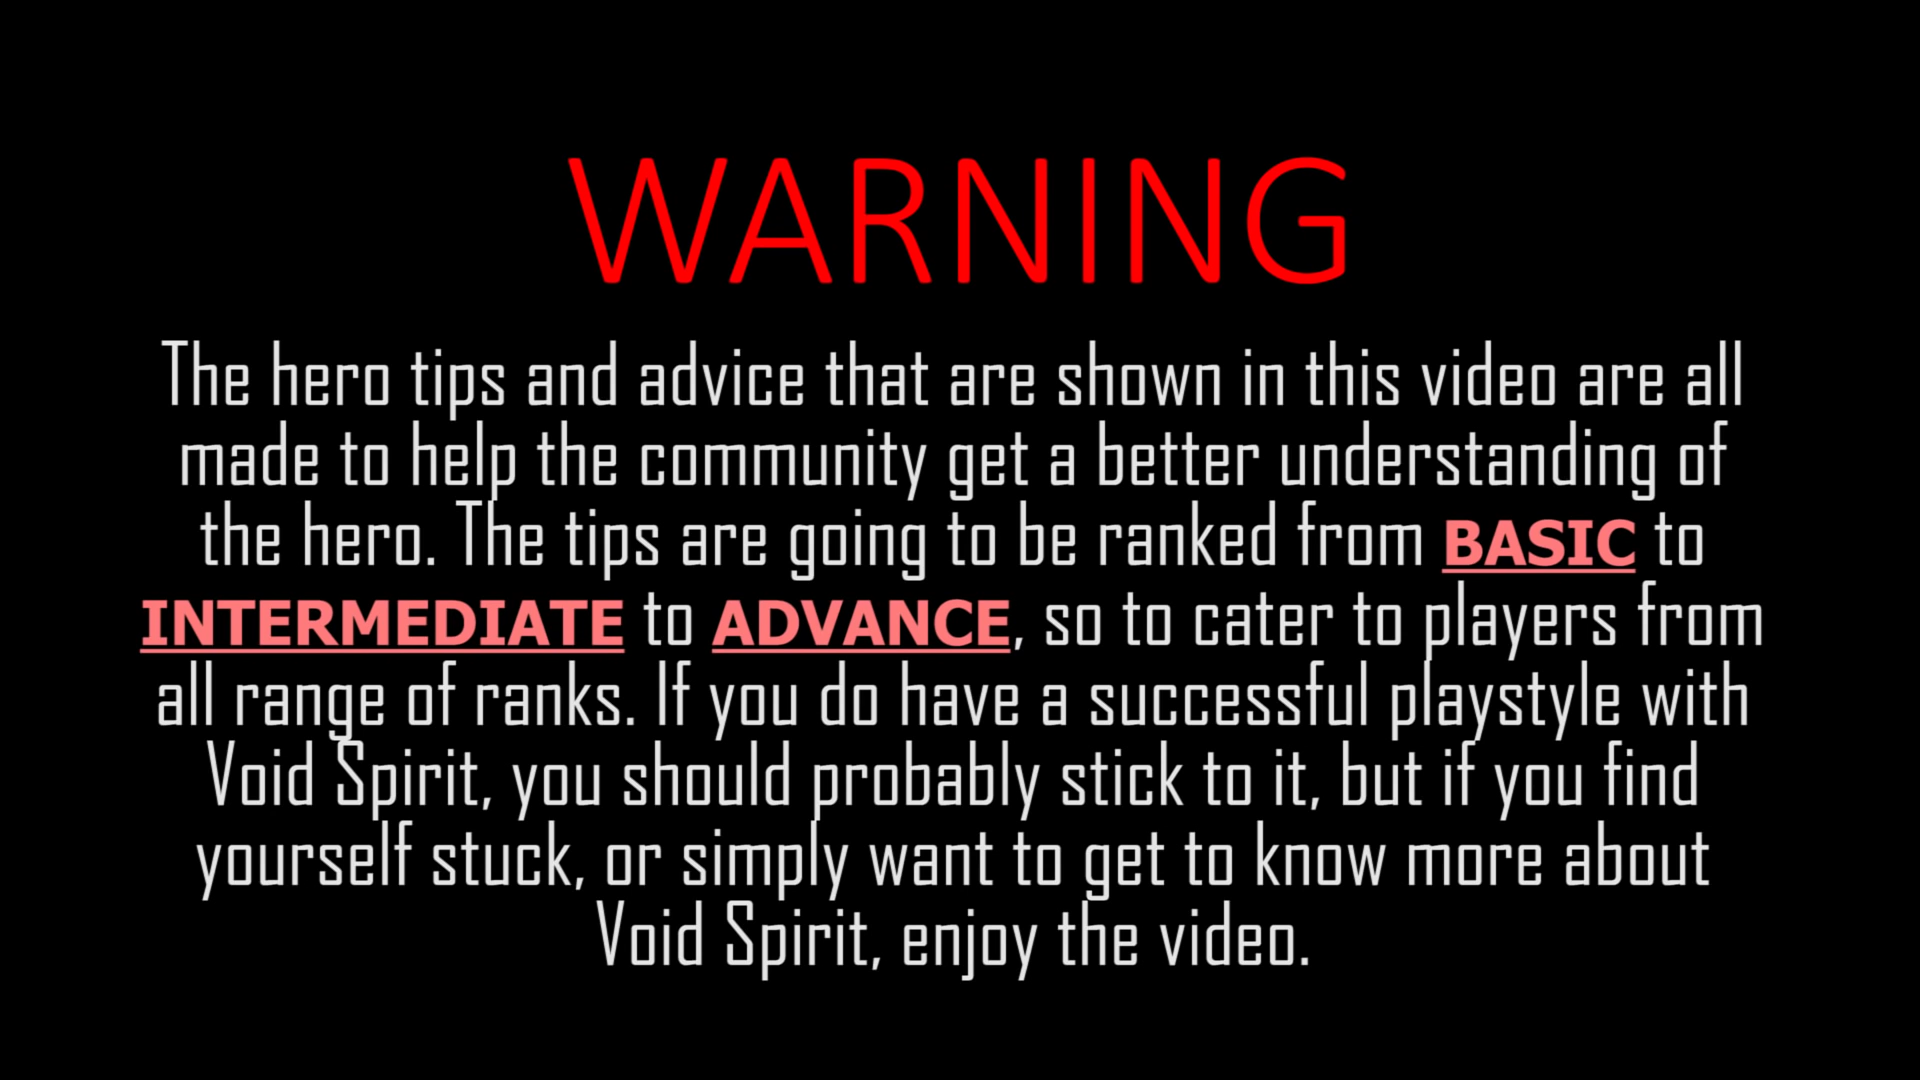 WARNING
The hero tips and advice that are shown in this video are all
made to help the community get a better understanding of
the hero. The tips are going to be ranked from BASIC to
INTERMEDIATE to ADVANCE, so to cater to players from
all range of ranks. If you do have a successful playstyle with
Void Spirit, you should probably stick to it, but if you find
yourself stuck, or simply want to get to know more about
Void Spirit, enjoy the video.